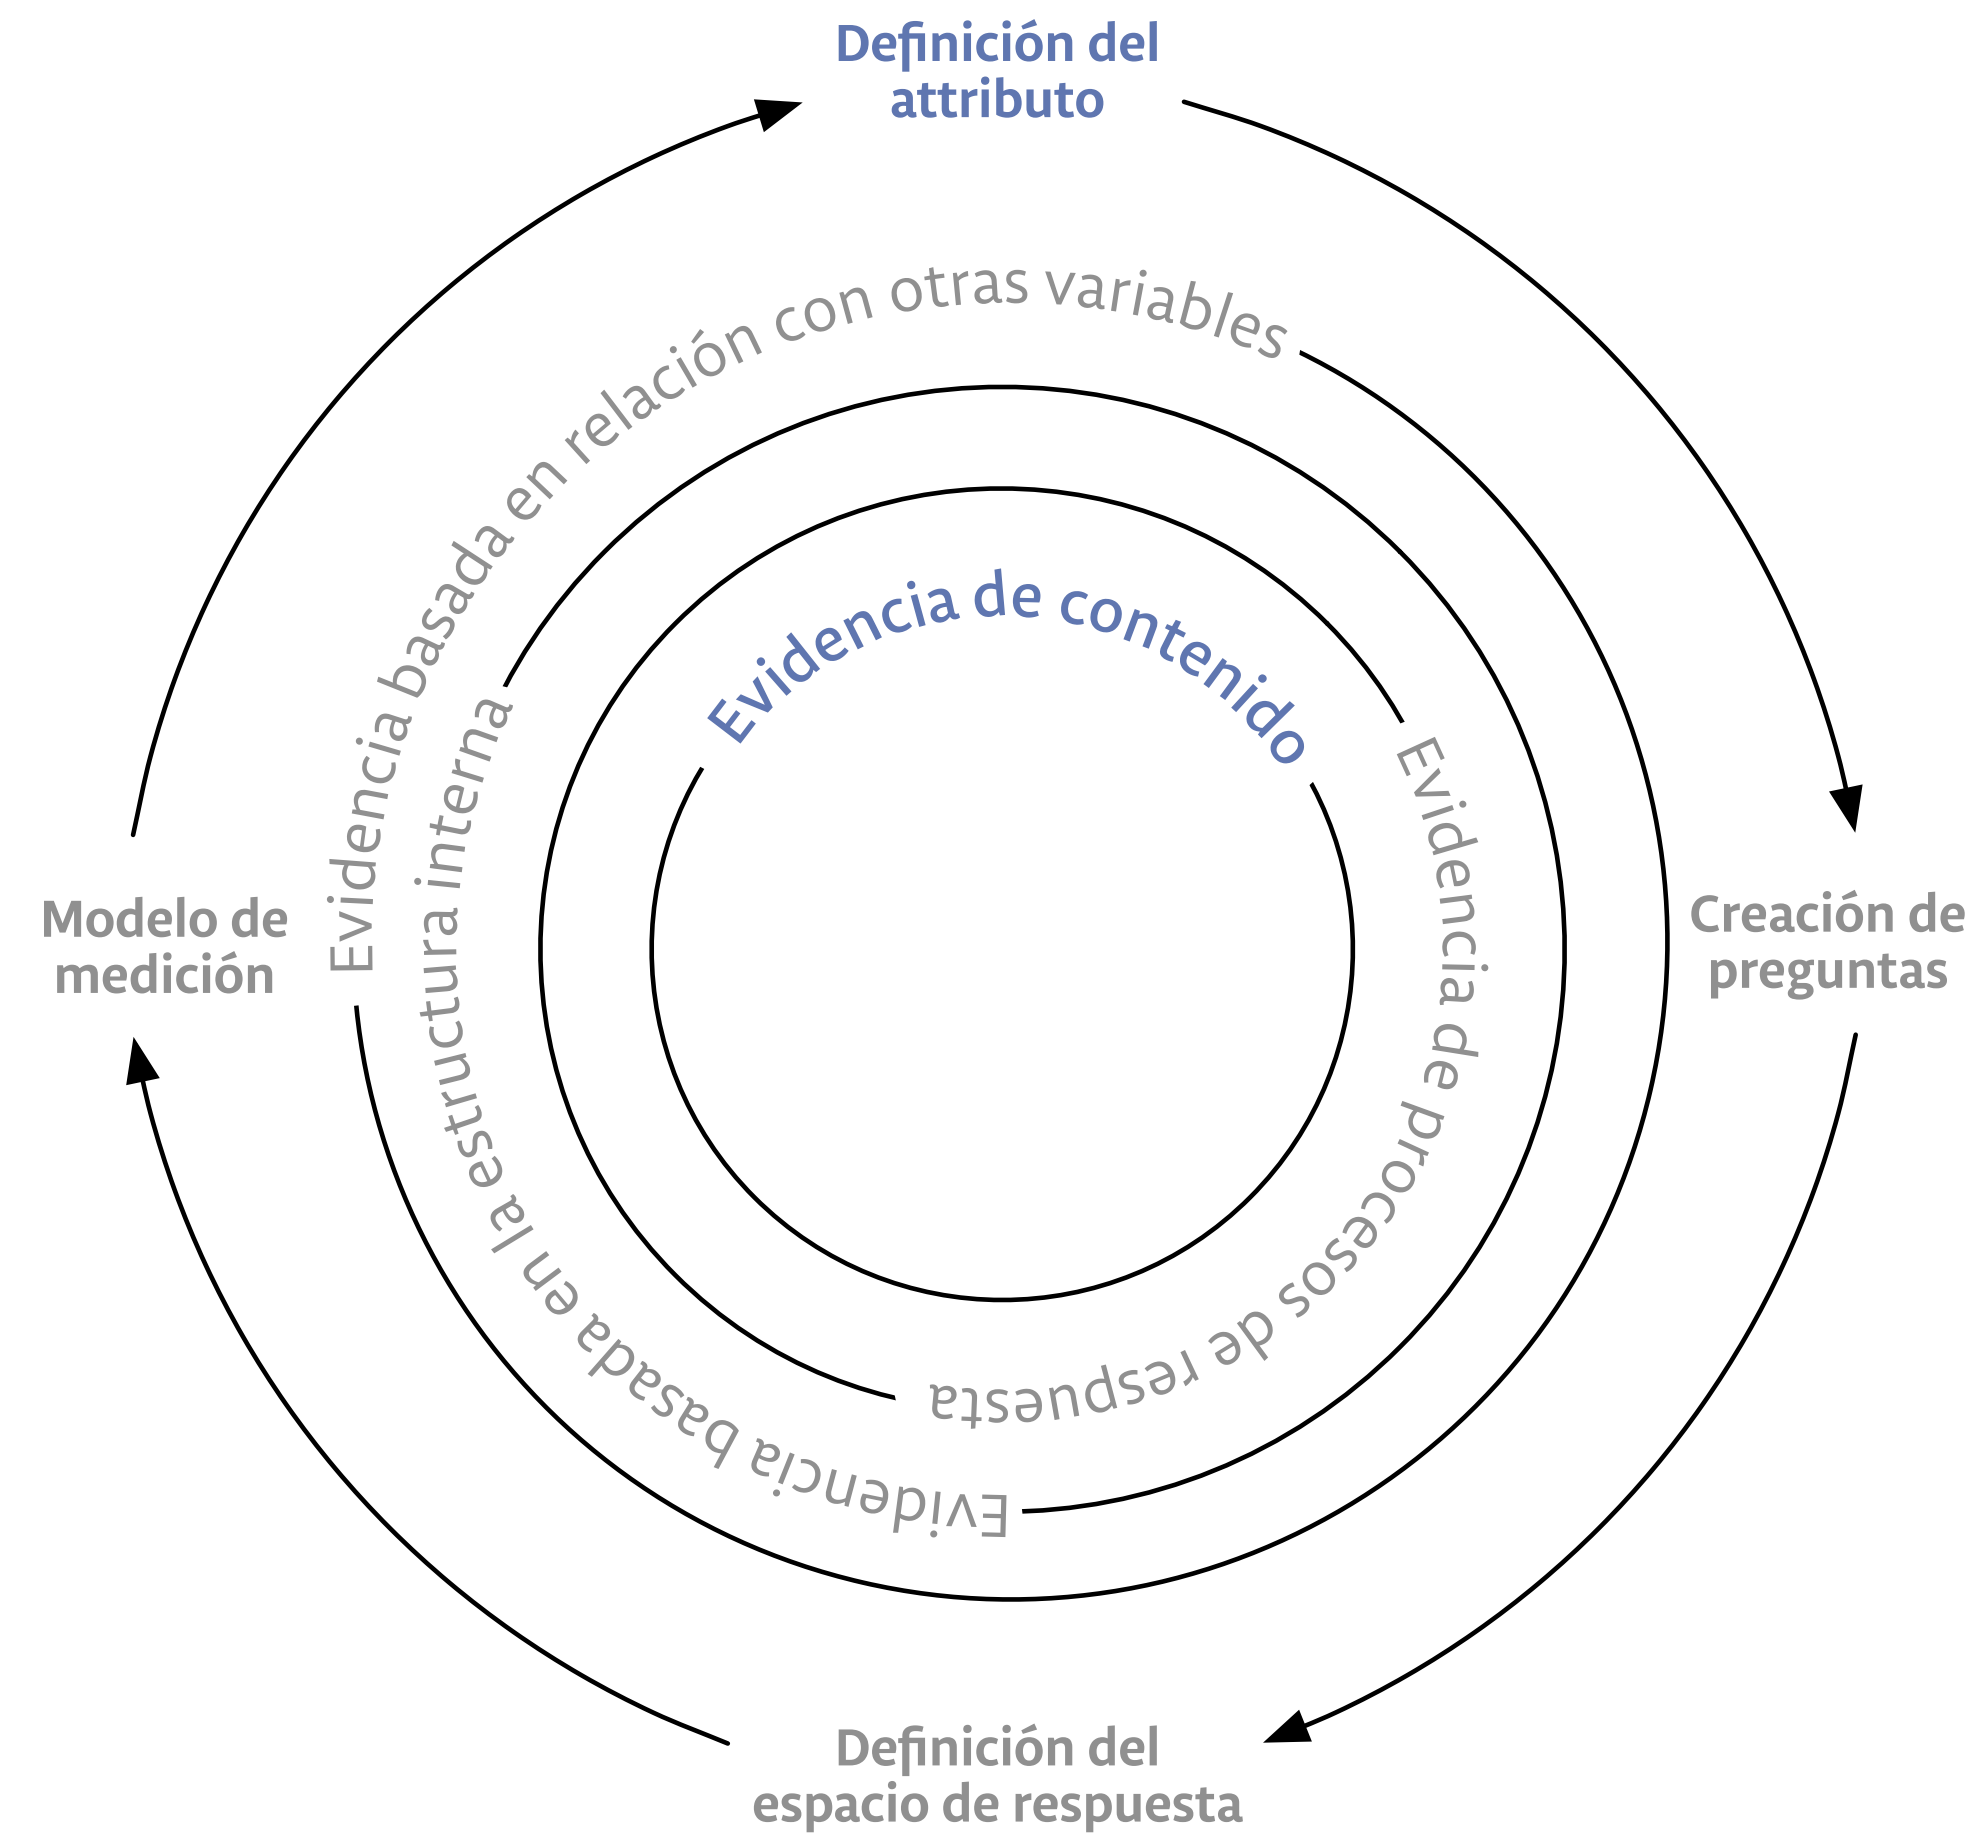 Definición del
attributo
Evidencia basada en relación con otras variables
Evidencia de contenido
Evidencia de procesos de respuesta
Evidencia basada en la estructura interna
Modelo de
medición
Creación de
preguntas
Definición del
espacio de respuesta